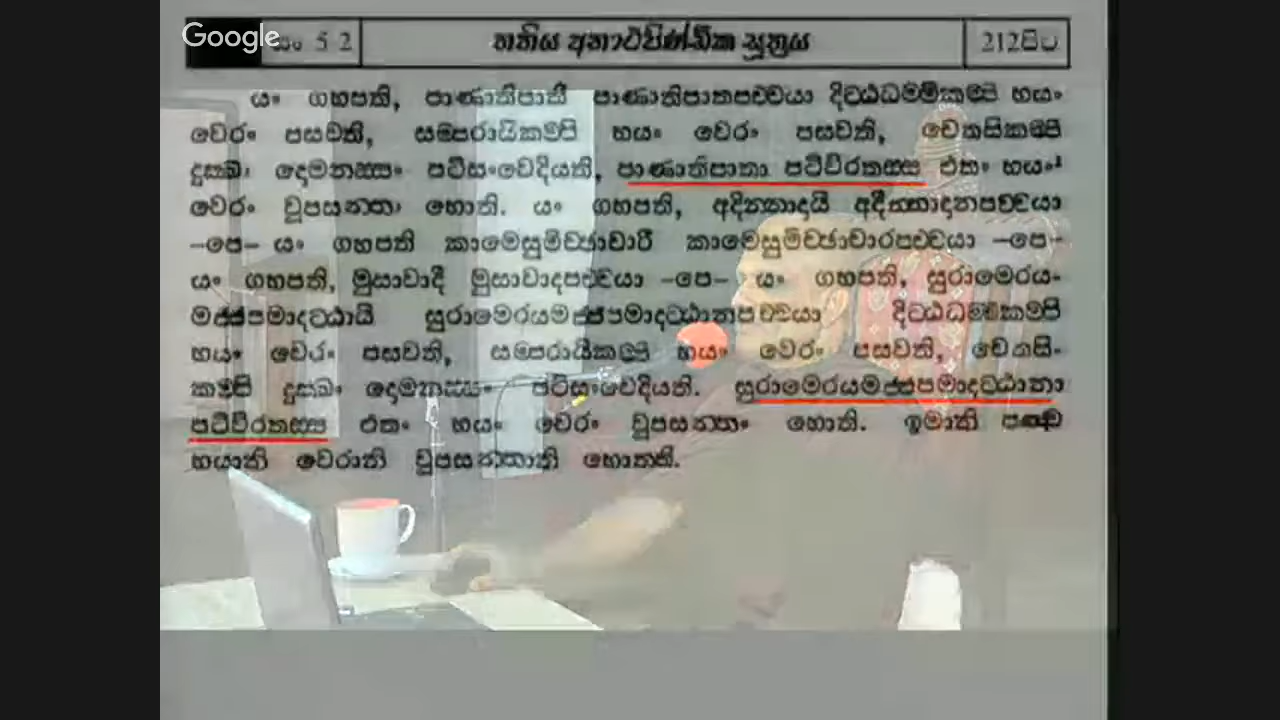 Google
සං 5 2
තතිය අනාථපිණ්ඩික සූත්‍රය
212පිට
යං ගහපති, පාණාතිපාතී පාණාතිපාතපච්චයා දිට්ඨධම්මිකම්පි භයං
වෙරං පසවති, සම්පරායිකම්පි භයං වෙරං පසවති, චෙතසිකම්පි
දුක්ඛං දොමනස්සං පටිසංවෙදියති, පාණාතිපාතා පටිවිරතස්ස එතං භයං¹
වෙරං වූපසන්තං හොති. යං ගහපති, අදින්නාදායි අදින්නාදානපච්චයා
–පෙ– යං ගහපති කාමෙසුමිච්ඡාචාරී කාමෙසුමිච්ඡාචාරපච්චයා –පෙ–
යං ගහපති, මුසාවාදී මුසාවාදපච්චයා –පෙ– යං ගහපති, සුරාමෙරය-
මජ්ජපමාදට්ඨායි සුරාමෙරයමජ්ජපමාදට්ඨානපච්චයා දිට්ඨධම්මිකම්පි
භයං වෙරං පසවති, සම්පරායිකම්පි භයං වෙරං පසවති, චෙතසි-
කම්පි දුක්ඛං දොමනස්සං පටිසංවෙදියති. සුරාමෙරයමජ්ජපමාදට්ඨානා
පටිවිරතස්ස එතං භයං වෙරං වූපසන්තං හොති. ඉමානි පඤ්ච
භයානි වෙරානි වූපසන්තානි හොන්ති.